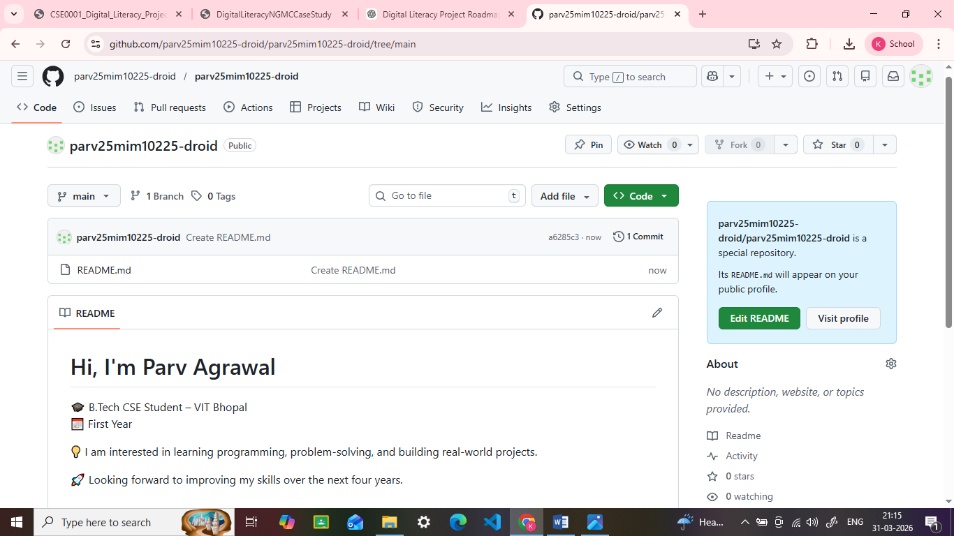 CSE0001_Digital_Literacy_Projec
DigitalLiteracyNGMCCaseStudy
Digital Literacy Project Roadma
parv25mim10225-droid/parv25
github.com/parv25mim10225-droid/parv25mim10225-droid/tree/main
K School
parv25mim10225-droid / parv25mim10225-droid
Type / to search
Code Issues Pull requests Actions Projects Wiki Security Insights Settings
parv25mim10225-droid Public
Pin Watch 0 Fork 0 Star 0
main 1 Branch 0 Tags
Go to file t
Add file
Code
parv25mim10225-droid Create README.md a6285c3 · now 1 Commit
README.md Create README.md now
README
Hi, I'm Parv Agrawal
B.Tech CSE Student – VIT Bhopal
First Year
I am interested in learning programming, problem-solving, and building real-world projects.
Looking forward to improving my skills over the next four years.
parv25mim10225-
droid/parv25mim10225-droid is a
special repository.
Its README.md will appear on your
public profile.
Edit README Visit profile
About
No description, website, or topics
provided.
Readme
Activity
0 stars
0 watching
Type here to search
Hea...
ENG
21:15
31-03-2026
1